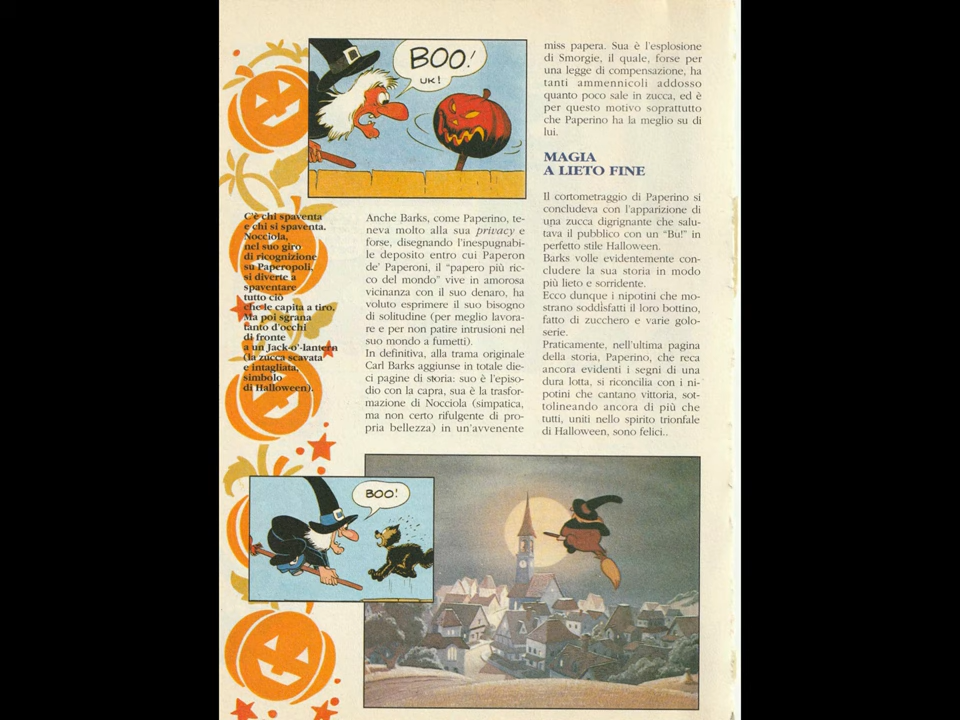 BOO!
UK!
C'è chi spaventa
e chi si spaventa.
Nocciola,
nel suo giro
di ricognizione
su Paperopoli,
si diverte a
spaventare
tutto ciò
che le capita a tiro.
Ma poi sgrana
tanto d'occhi
di fronte
a un Jack-o'-lantern
(la zucca scavata
e intagliata,
simbolo
di Halloween).
Anche Barks, come Paperino, te-
neva molto alla sua privacy e
forse, disegnando l'inespugnabi-
le deposito entro cui Paperon
de' Paperoni, il "papero più ric-
co del mondo" vive in amorosa
vicinanza con il suo denaro, ha
voluto esprimere il suo bisogno
di solitudine (per meglio lavora-
re e per non patire intrusioni nel
suo mondo a fumetti).
In definitiva, alla trama originale
Carl Barks aggiunse in totale die-
ci pagine di storia: suo è l'episo-
dio con la capra, sua è la trasfor-
mazione di Nocciola (simpatica,
ma non certo rifulgente di pro-
pria bellezza) in un'avvenente
miss papera. Sua è l'esplosione
di Smorgie, il quale, forse per
una legge di compensazione, ha
tanti ammennicoli addosso
quanto poco sale in zucca, ed è
per questo motivo soprattutto
che Paperino ha la meglio su di
lui.
MAGIA
A LIETO FINE
Il cortometraggio di Paperino si
concludeva con l'apparizione di
una zucca digrignante che salu-
tava il pubblico con un "Bu!" in
perfetto stile Halloween.
Barks volle evidentemente con-
cludere la sua storia in modo
più lieto e sorridente.
Ecco dunque i nipotini che mo-
strano soddisfatti il loro bottino,
fatto di zucchero e varie golo-
serie.
Praticamente, nell'ultima pagina
della storia, Paperino, che reca
ancora evidenti i segni di una
dura lotta, si riconcilia con i ni-
potini che cantano vittoria, sot-
tolineando ancora di più che
tutti, uniti nello spirito trionfale
di Halloween, sono felici..
BOO!